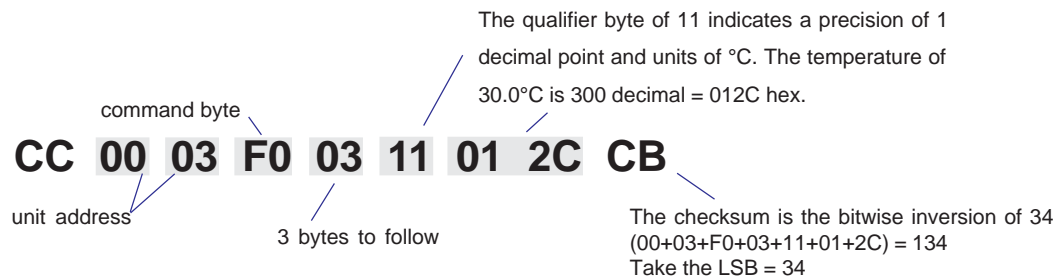 The qualifier byte of 11 indicates a precision of 1
decimal point and units of °C. The temperature of
30.0°C is 300 decimal = 012C hex.
command byte
CC 00 03 F0 03 11 01 2C CB
unit address
3 bytes to follow
The checksum is the bitwise inversion of 34
(00+03+F0+03+11+01+2C) = 134
Take the LSB = 34